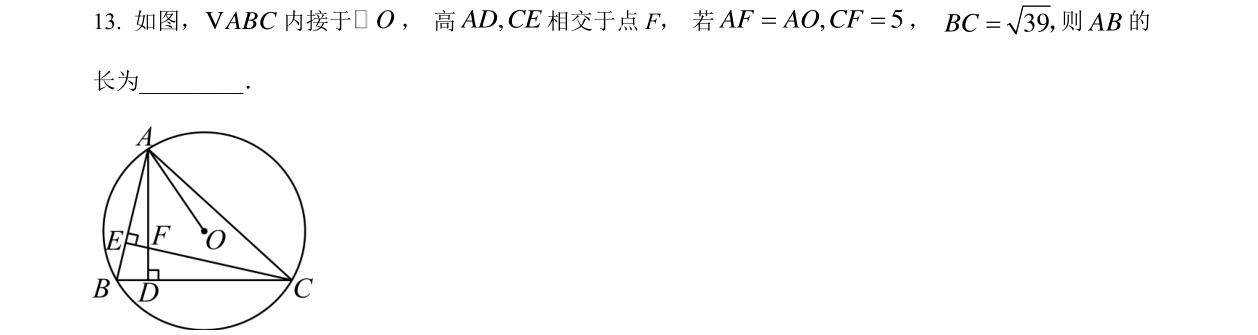 13. 如图，VABC 内接于□ O ， 高 AD, CE 相交于点 F， 若 AF = AO, CF = 5 ， BC = √39, 则 AB 的
长为________．
A
E
F
O
B
D
C